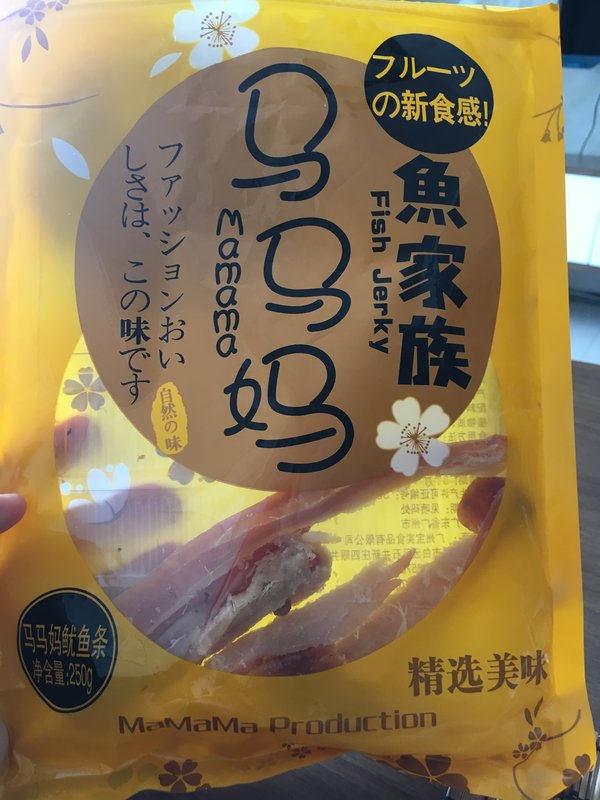 フルーツ
の新食感!
魚家族
Fish Jerky
马马妈
Mamama
ファッションおい
しさは、この味です
自然の味
马马妈鱿鱼条
净含量:250g
精选美味
MaMaMa Production